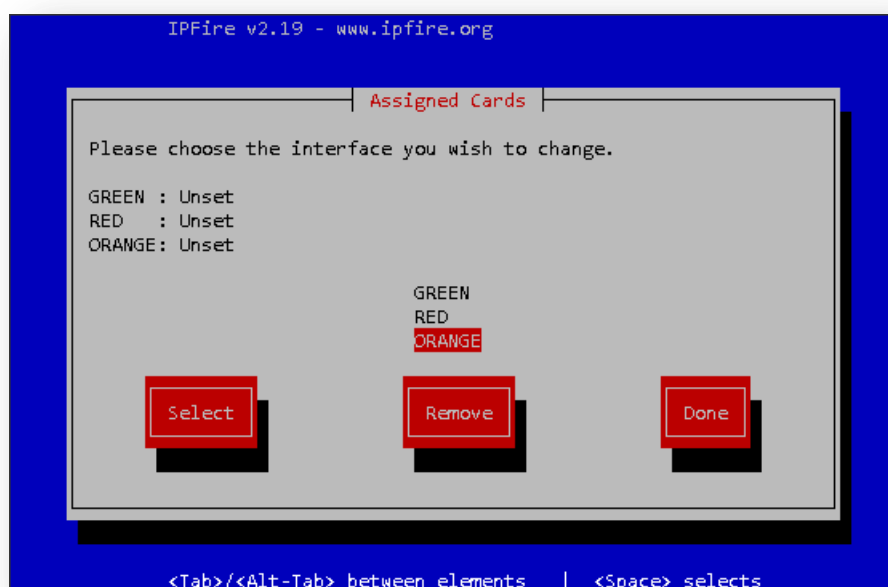 IPFire v2.19 - www.ipfire.org
Assigned Cards
Please choose the interface you wish to change.
GREEN : Unset
RED   : Unset
ORANGE: Unset
GREEN
RED
ORANGE
Select Remove Done
<Tab>/<Alt-Tab> between elements | <Space> selects